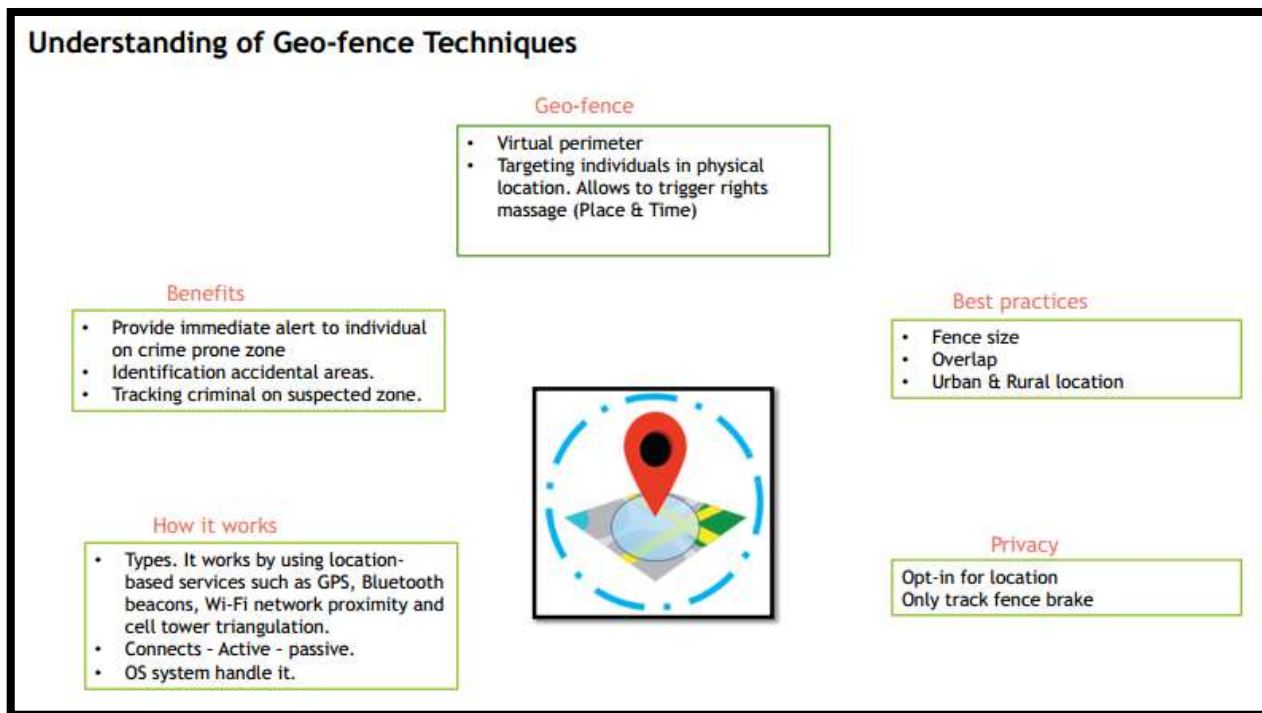 Understanding of Geo-fence Techniques
Geo-fence
• Virtual perimeter
• Targeting individuals in physical
location. Allows to trigger rights
massage (Place & Time)
Benefits
• Provide immediate alert to individual
on crime prone zone
• Identification accidental areas.
• Tracking criminal on suspected zone.
Best practices
• Fence size
• Overlap
• Urban & Rural location
How it works
• Types. It works by using location-
based services such as GPS, Bluetooth
beacons, Wi-Fi network proximity and
cell tower triangulation.
• Connects - Active - passive.
• OS system handle it.
Privacy
Opt-in for location
Only track fence brake